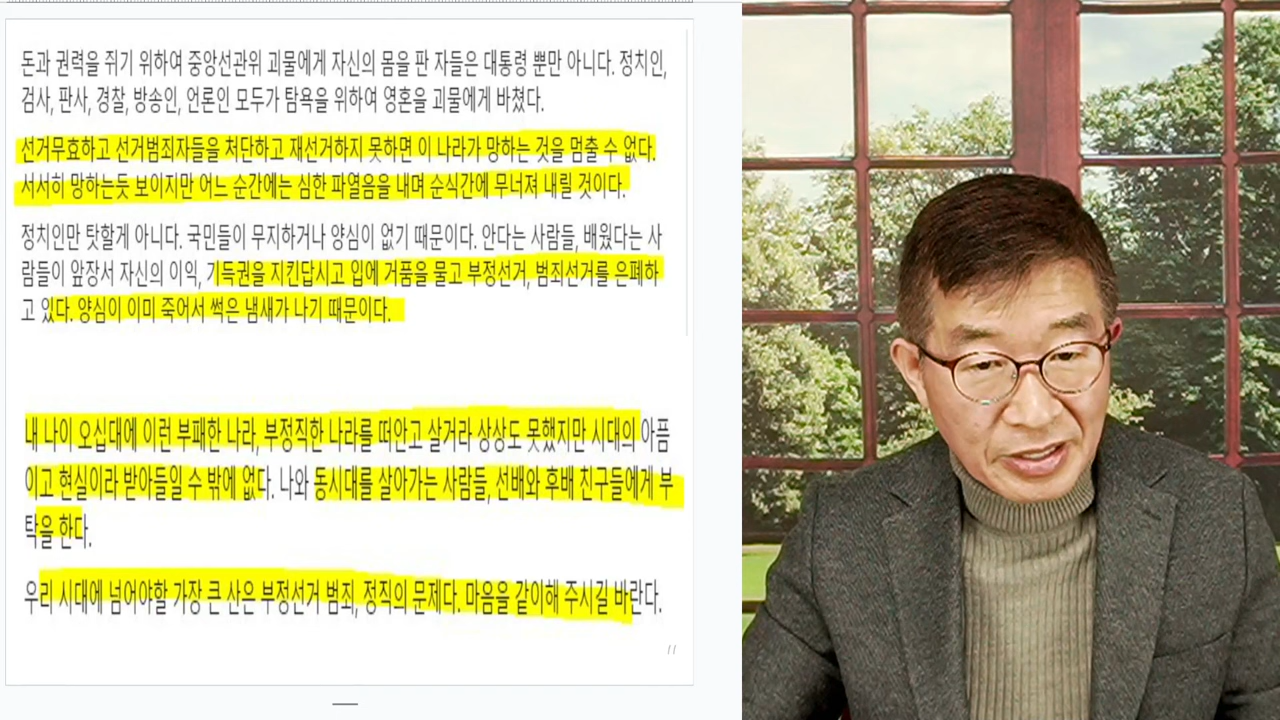 돈과 권력을 쥐기 위하여 중앙선관위 괴물에게 자신의 몸을 판 자들은 대통령 뿐만 아니다. 정치인,
검사, 판사, 경찰, 방송인, 언론인 모두가 탐욕을 위하여 영혼을 괴물에게 바쳤다.
선거무효하고 선거범죄자들을 처단하고 재선거하지 못하면 이 나라가 망하는 것을 멈출 수 없다.
서서히 망하는듯 보이지만 어느 순간에는 심한 파열음을 내며 순식간에 무너져 내릴 것이다.
정치인만 탓할게 아니다. 국민들이 무지하거나 양심이 없기 때문이다. 안다는 사람들, 배웠다는 사
람들이 앞장서 자신의 이익, 기득권을 지킨답시고 입에 거품을 물고 부정선거, 범죄선거를 은폐하
고 있다. 양심이 이미 죽어서 썩은 냄새가 나기 때문이다.
내 나이 오십대에 이런 부패한 나라, 부정직한 나라를 떠안고 살거라 상상도 못했지만 시대의 아픔
이고 현실이라 받아들일 수 밖에 없다. 나와 동시대를 살아가는 사람들, 선배와 후배 친구들에게 부
탁을 한다.
우리 시대에 넘어야할 가장 큰 산은 부정선거 범죄, 정직의 문제다. 마음을 같이해 주시길 바란다.